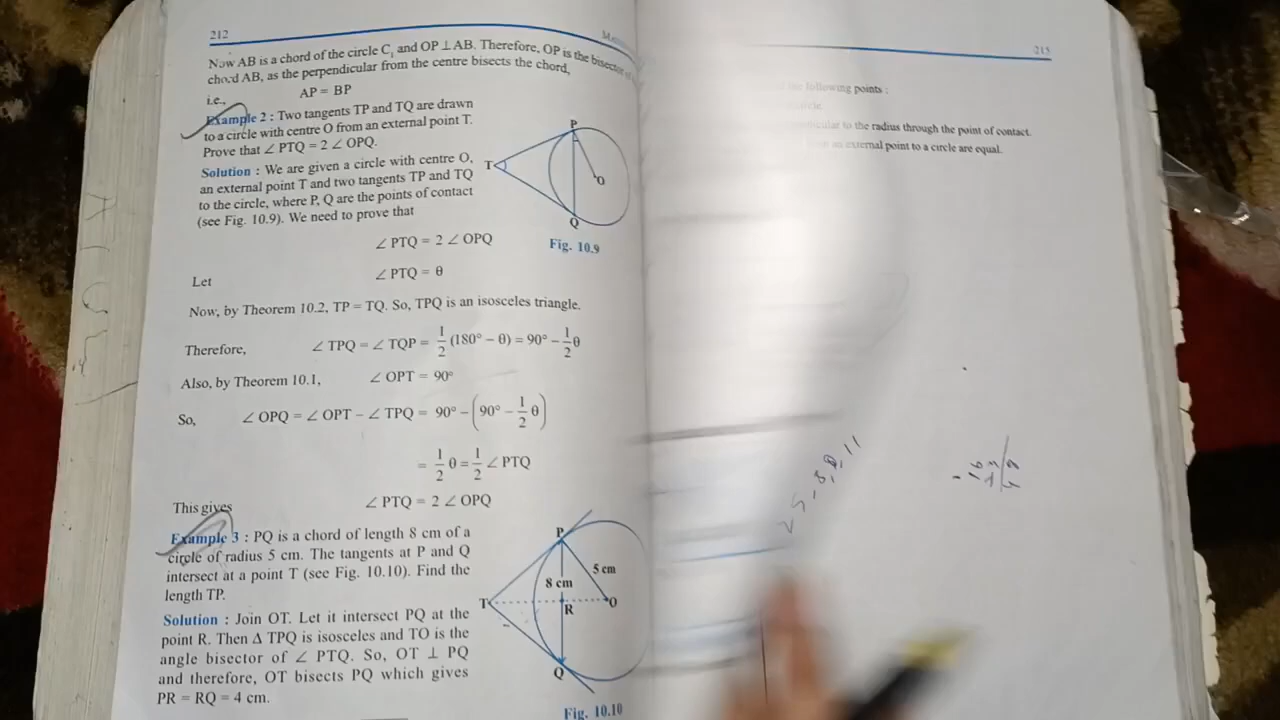 212
Now AB is a chord of the circle C₁ and OP ⊥ AB. Therefore, OP is the bisector of
chord AB, as the perpendicular from the centre bisects the chord,
i.e., AP = BP
Example 2 : Two tangents TP and TQ are drawn
to a circle with centre O from an external point T.
Prove that ∠ PTQ = 2 ∠ OPQ.
Solution : We are given a circle with centre O,
an external point T and two tangents TP and TQ
to the circle, where P, Q are the points of contact
(see Fig. 10.9). We need to prove that
∠ PTQ = 2 ∠ OPQ
P
T
O
Q
Fig. 10.9
Let ∠ PTQ = θ
Now, by Theorem 10.2, TP = TQ. So, TPQ is an isosceles triangle.
Therefore, ∠ TPQ = ∠ TQP = 1/2 (180° − θ) = 90° − 1/2 θ
Also, by Theorem 10.1, ∠ OPT = 90°
So, ∠ OPQ = ∠ OPT − ∠ TPQ = 90° − (90° − 1/2 θ)
= 1/2 θ = 1/2 ∠ PTQ
This gives ∠ PTQ = 2 ∠ OPQ
Example 3 : PQ is a chord of length 8 cm of a
circle of radius 5 cm. The tangents at P and Q
intersect at a point T (see Fig. 10.10). Find the
length TP.
Solution : Join OT. Let it intersect PQ at the
point R. Then Δ TPQ is isosceles and TO is the
angle bisector of ∠ PTQ. So, OT ⊥ PQ
and therefore, OT bisects PQ which gives
PR = RQ = 4 cm.
P
5 cm
8 cm
T
R
O
Q
Fig. 10.10
215
the following points :
circle.
to the radius through the point of contact.
an external point to a circle are equal.